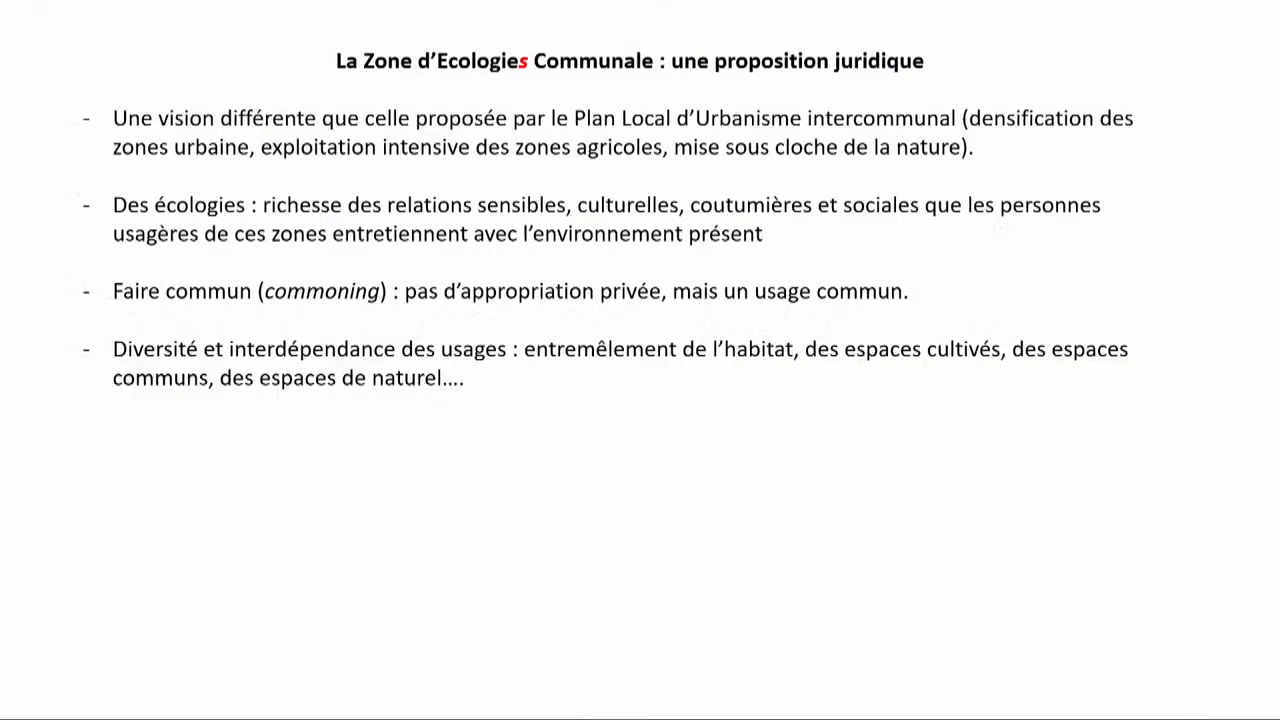 La Zone d’Ecologies Communale : une proposition juridique
- Une vision différente que celle proposée par le Plan Local d’Urbanisme intercommunal (densification des
zones urbaine, exploitation intensive des zones agricoles, mise sous cloche de la nature).
- Des écologies : richesse des relations sensibles, culturelles, coutumières et sociales que les personnes
usagères de ces zones entretiennent avec l’environnement présent
- Faire commun (commoning) : pas d’appropriation privée, mais un usage commun.
- Diversité et interdépendance des usages : entremêlement de l’habitat, des espaces cultivés, des espaces
communs, des espaces de naturel....